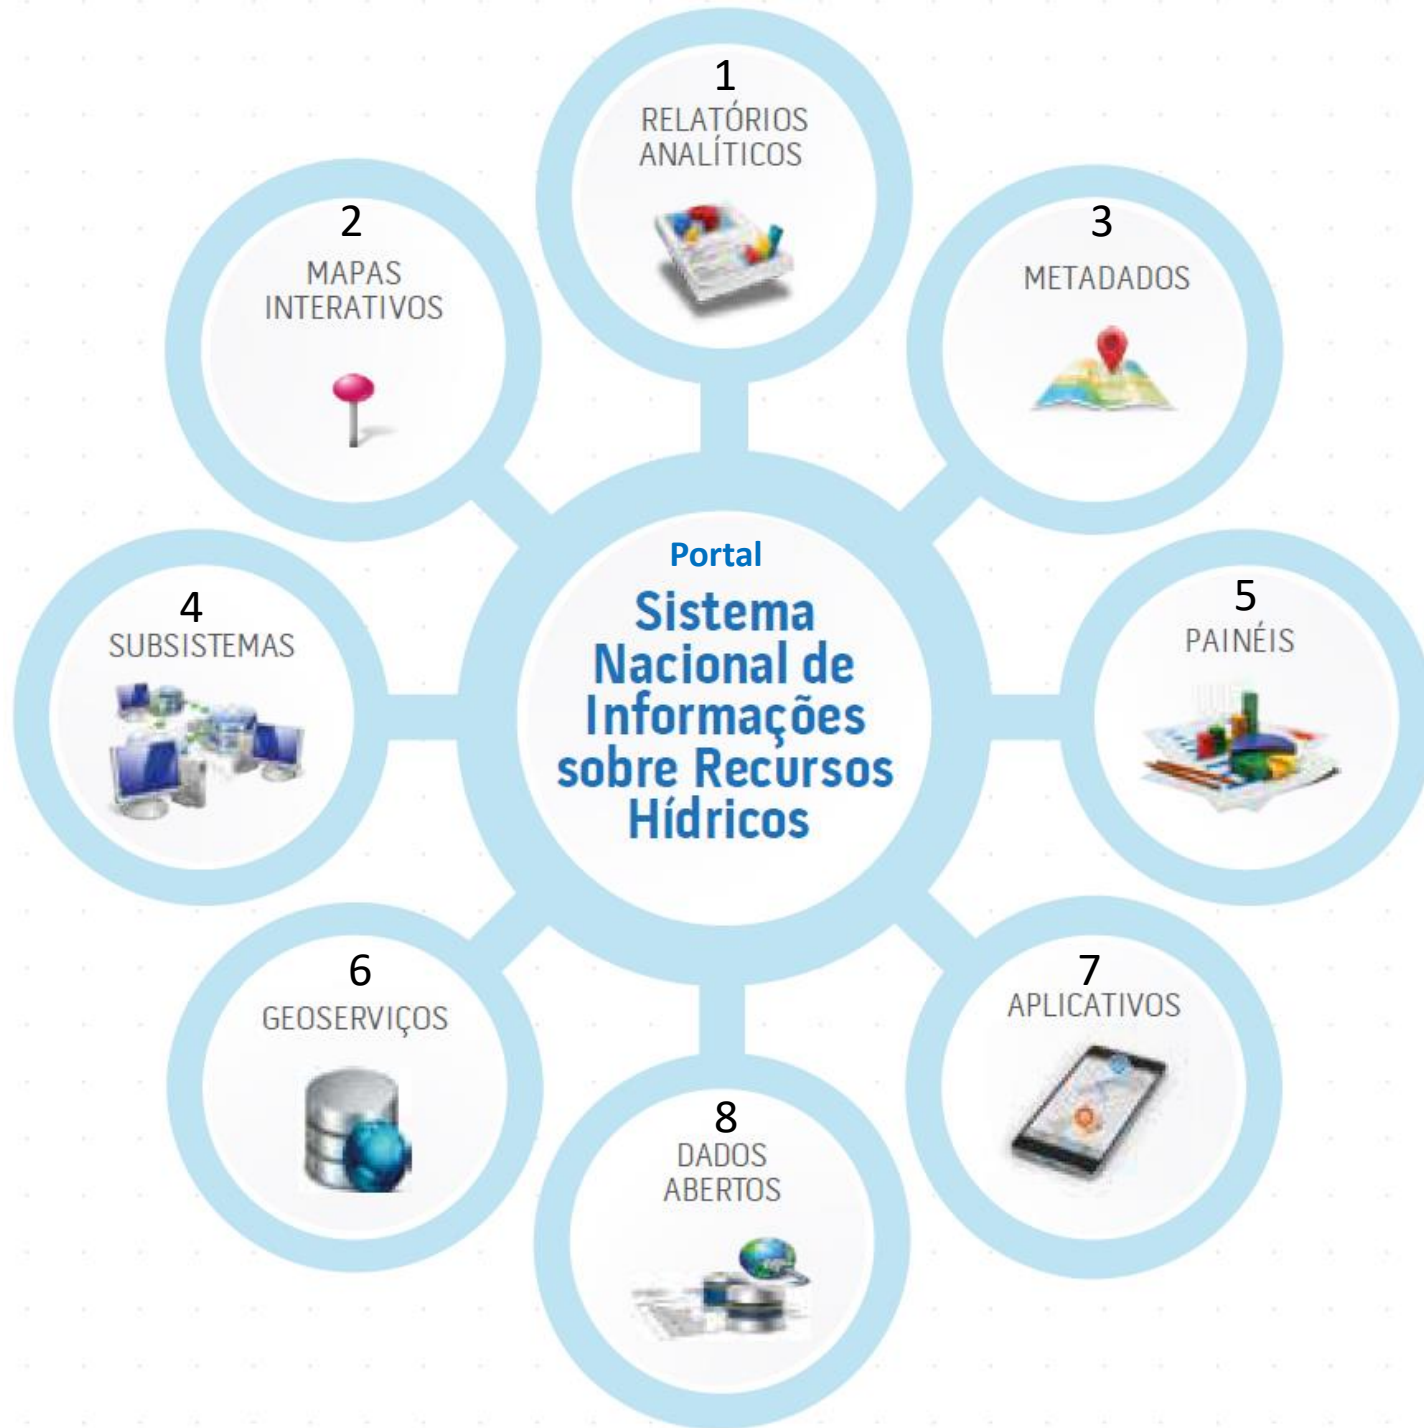 1
RELATÓRIOS
ANALÍTICOS
2
MAPAS
INTERATIVOS
3
METADADOS
Portal
Sistema
Nacional de
Informações
sobre Recursos
Hídricos
4
SUBSISTEMAS
5
PAINÉIS
6
GEOSERVIÇOS
7
APLICATIVOS
8
DADOS
ABERTOS